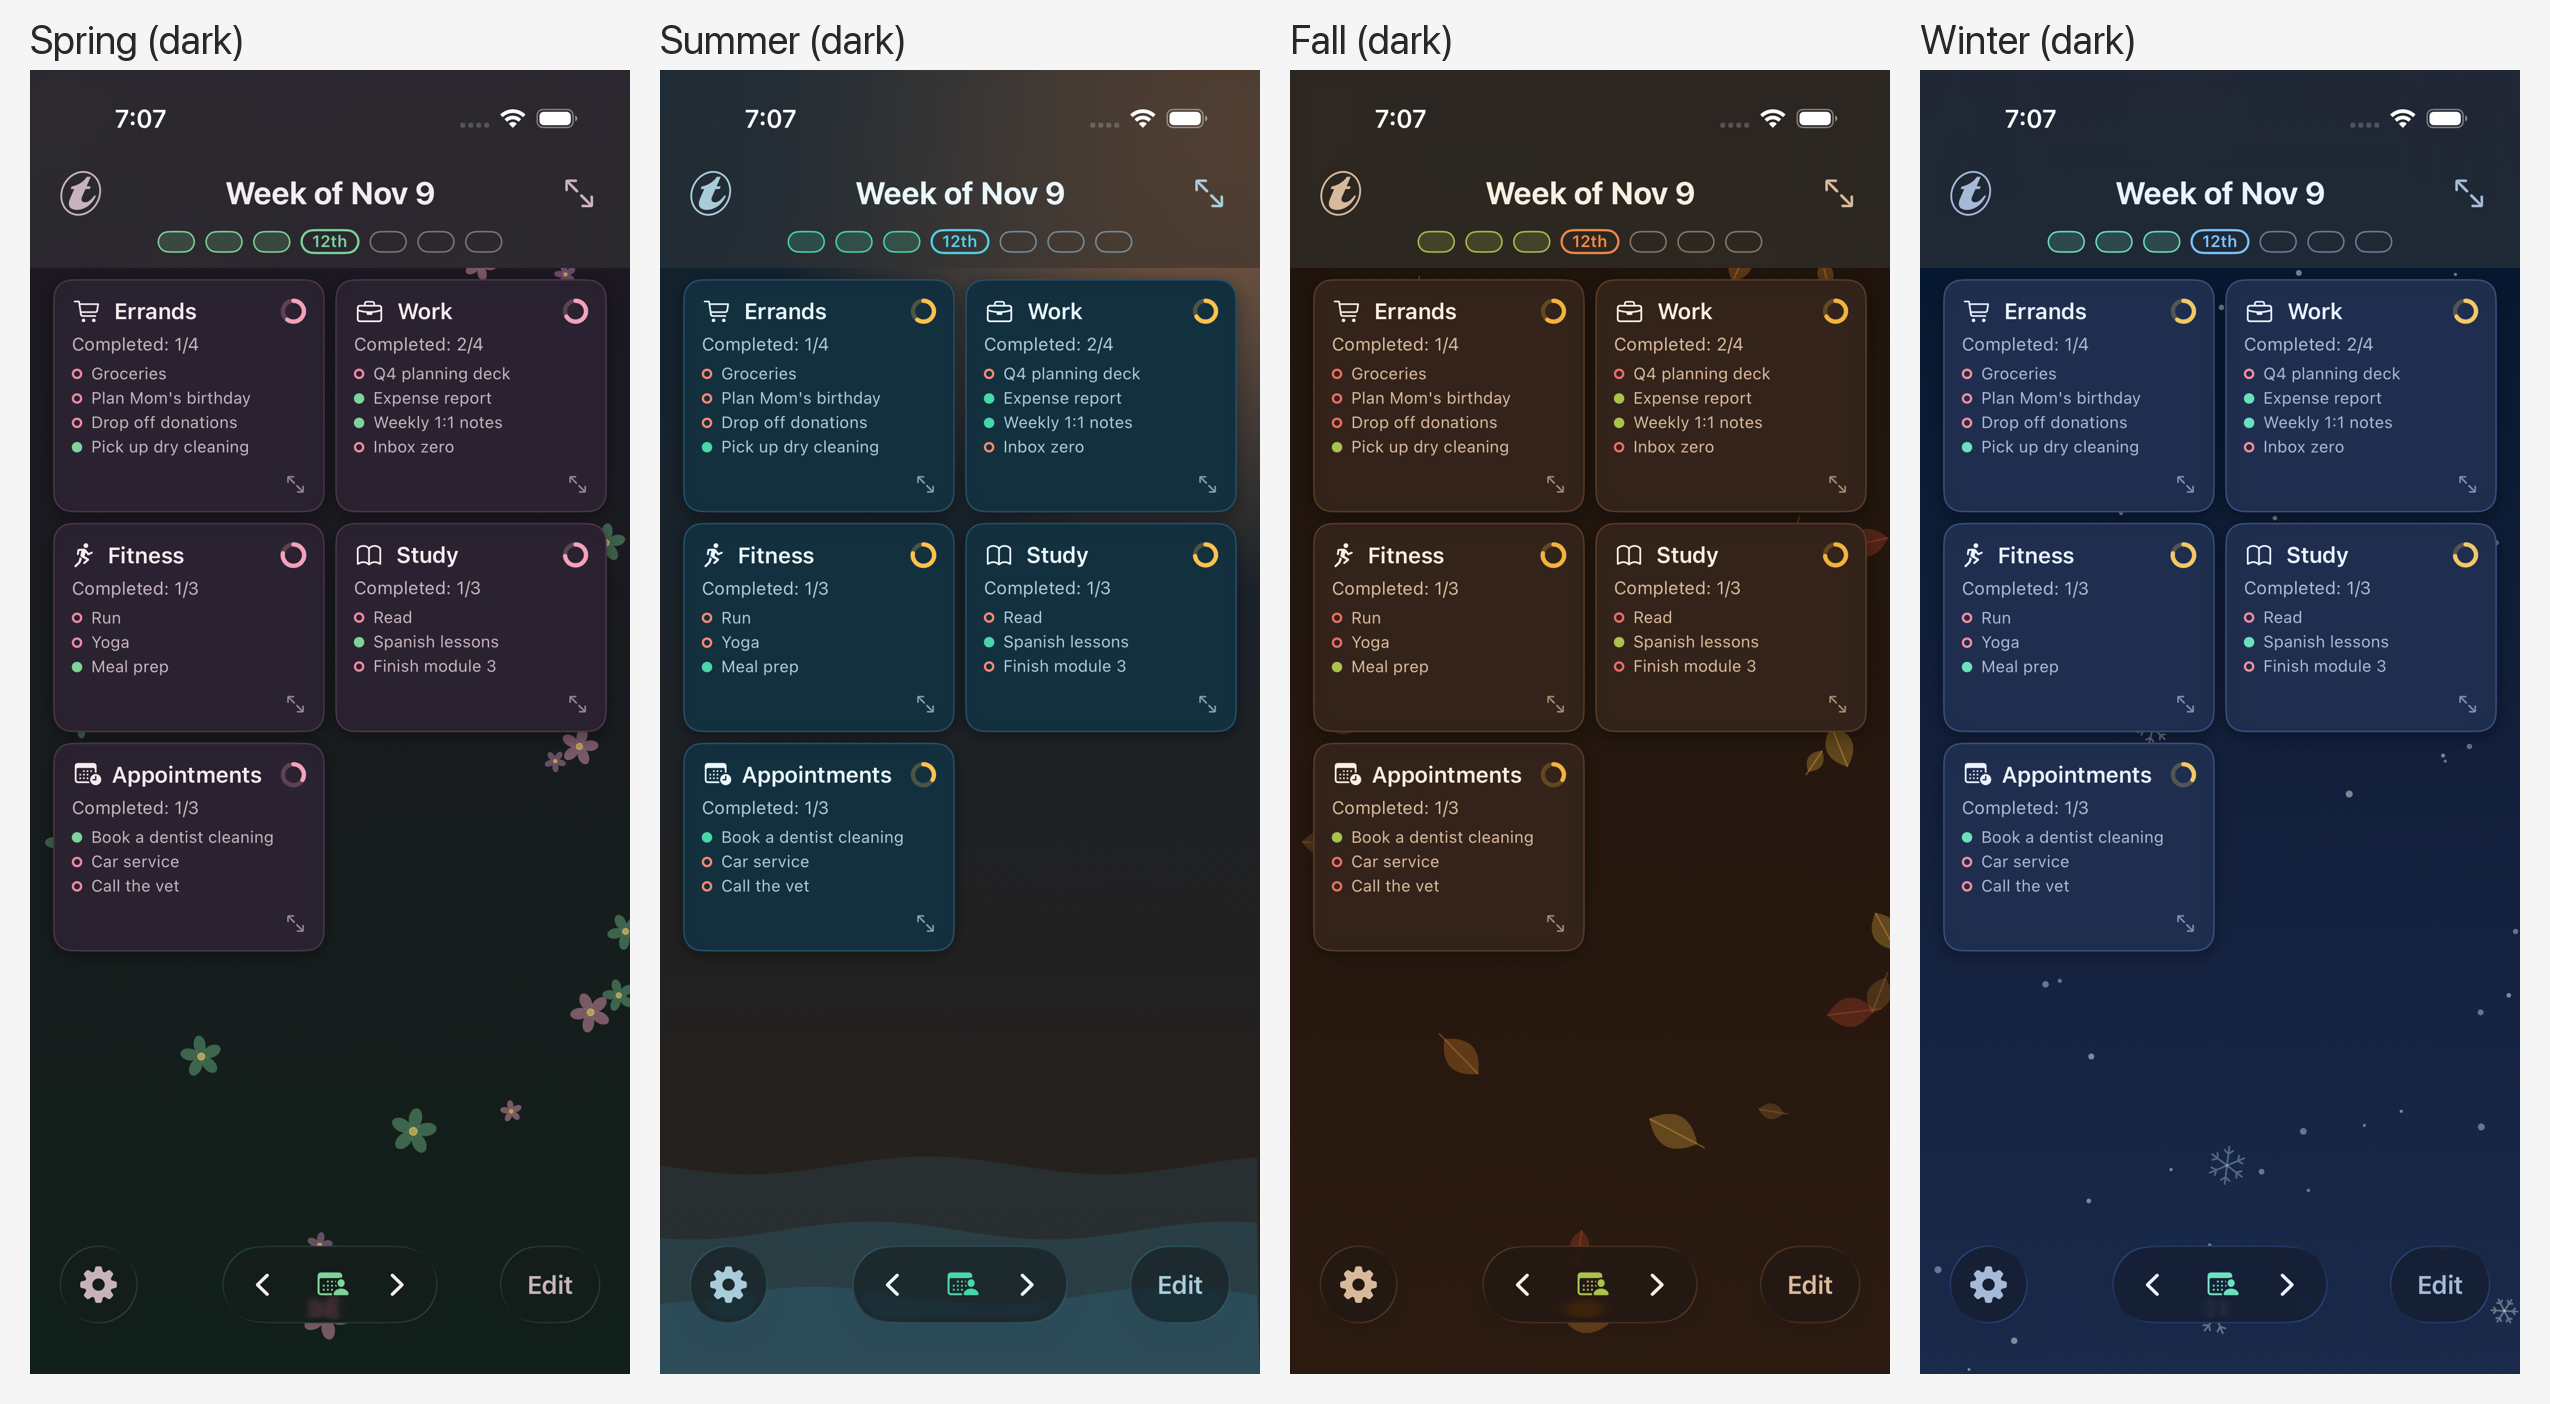 Spring (dark)
7:07
t
Week of Nov 9
12th
Errands
Completed: 1/4
Groceries
Plan Mom's birthday
Drop off donations
Pick up dry cleaning
Work
Completed: 2/4
Q4 planning deck
Expense report
Weekly 1:1 notes
Inbox zero
Fitness
Completed: 1/3
Run
Yoga
Meal prep
Study
Completed: 1/3
Read
Spanish lessons
Finish module 3
Appointments
Completed: 1/3
Book a dentist cleaning
Car service
Call the vet
Edit
Summer (dark)
7:07
t
Week of Nov 9
12th
Errands
Completed: 1/4
Groceries
Plan Mom's birthday
Drop off donations
Pick up dry cleaning
Work
Completed: 2/4
Q4 planning deck
Expense report
Weekly 1:1 notes
Inbox zero
Fitness
Completed: 1/3
Run
Yoga
Meal prep
Study
Completed: 1/3
Read
Spanish lessons
Finish module 3
Appointments
Completed: 1/3
Book a dentist cleaning
Car service
Call the vet
Edit
Fall (dark)
7:07
t
Week of Nov 9
12th
Errands
Completed: 1/4
Groceries
Plan Mom's birthday
Drop off donations
Pick up dry cleaning
Work
Completed: 2/4
Q4 planning deck
Expense report
Weekly 1:1 notes
Inbox zero
Fitness
Completed: 1/3
Run
Yoga
Meal prep
Study
Completed: 1/3
Read
Spanish lessons
Finish module 3
Appointments
Completed: 1/3
Book a dentist cleaning
Car service
Call the vet
Edit
Winter (dark)
7:07
t
Week of Nov 9
12th
Errands
Completed: 1/4
Groceries
Plan Mom's birthday
Drop off donations
Pick up dry cleaning
Work
Completed: 2/4
Q4 planning deck
Expense report
Weekly 1:1 notes
Inbox zero
Fitness
Completed: 1/3
Run
Yoga
Meal prep
Study
Completed: 1/3
Read
Spanish lessons
Finish module 3
Appointments
Completed: 1/3
Book a dentist cleaning
Car service
Call the vet
Edit